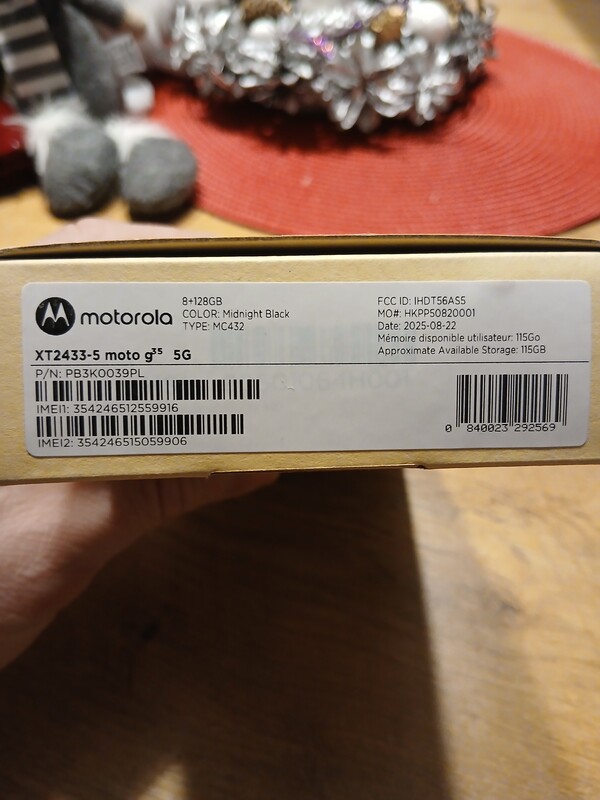 motorola
8+128GB
COLOR: Midnight Black
TYPE: MC432
FCC ID: IHDT56AS5
MO#: HKPP50820001
Date: 2025-08-22
Mémoire disponible utilisateur: 115Go
Approximate Available Storage: 115GB
XT2433-5 moto g35 5G
P/N: PB3K0039PL
IMEI1: 354246512559916
IMEI2: 354246515059906
0 840023 292569